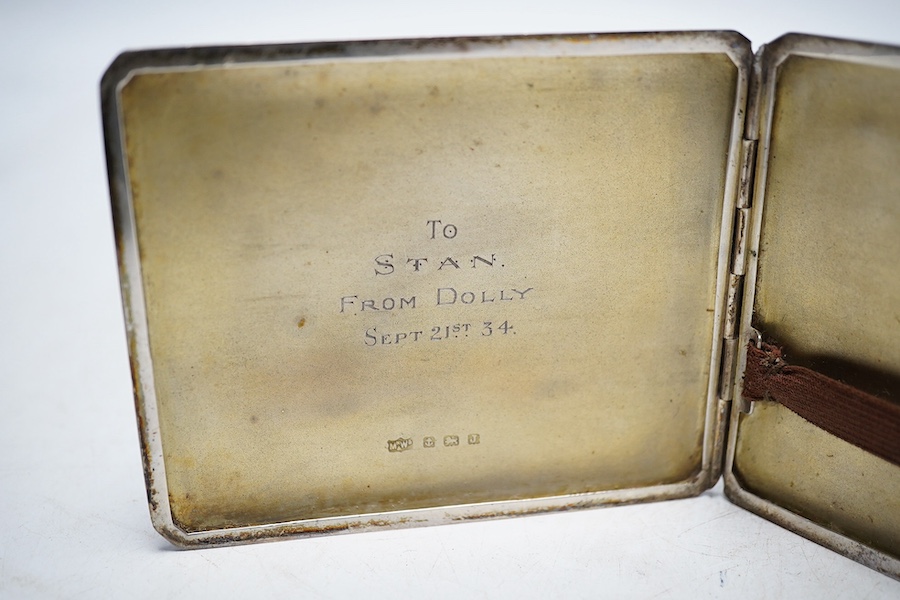 To
STAN.
FROM DOLLY
SEPT 21ST. 34.